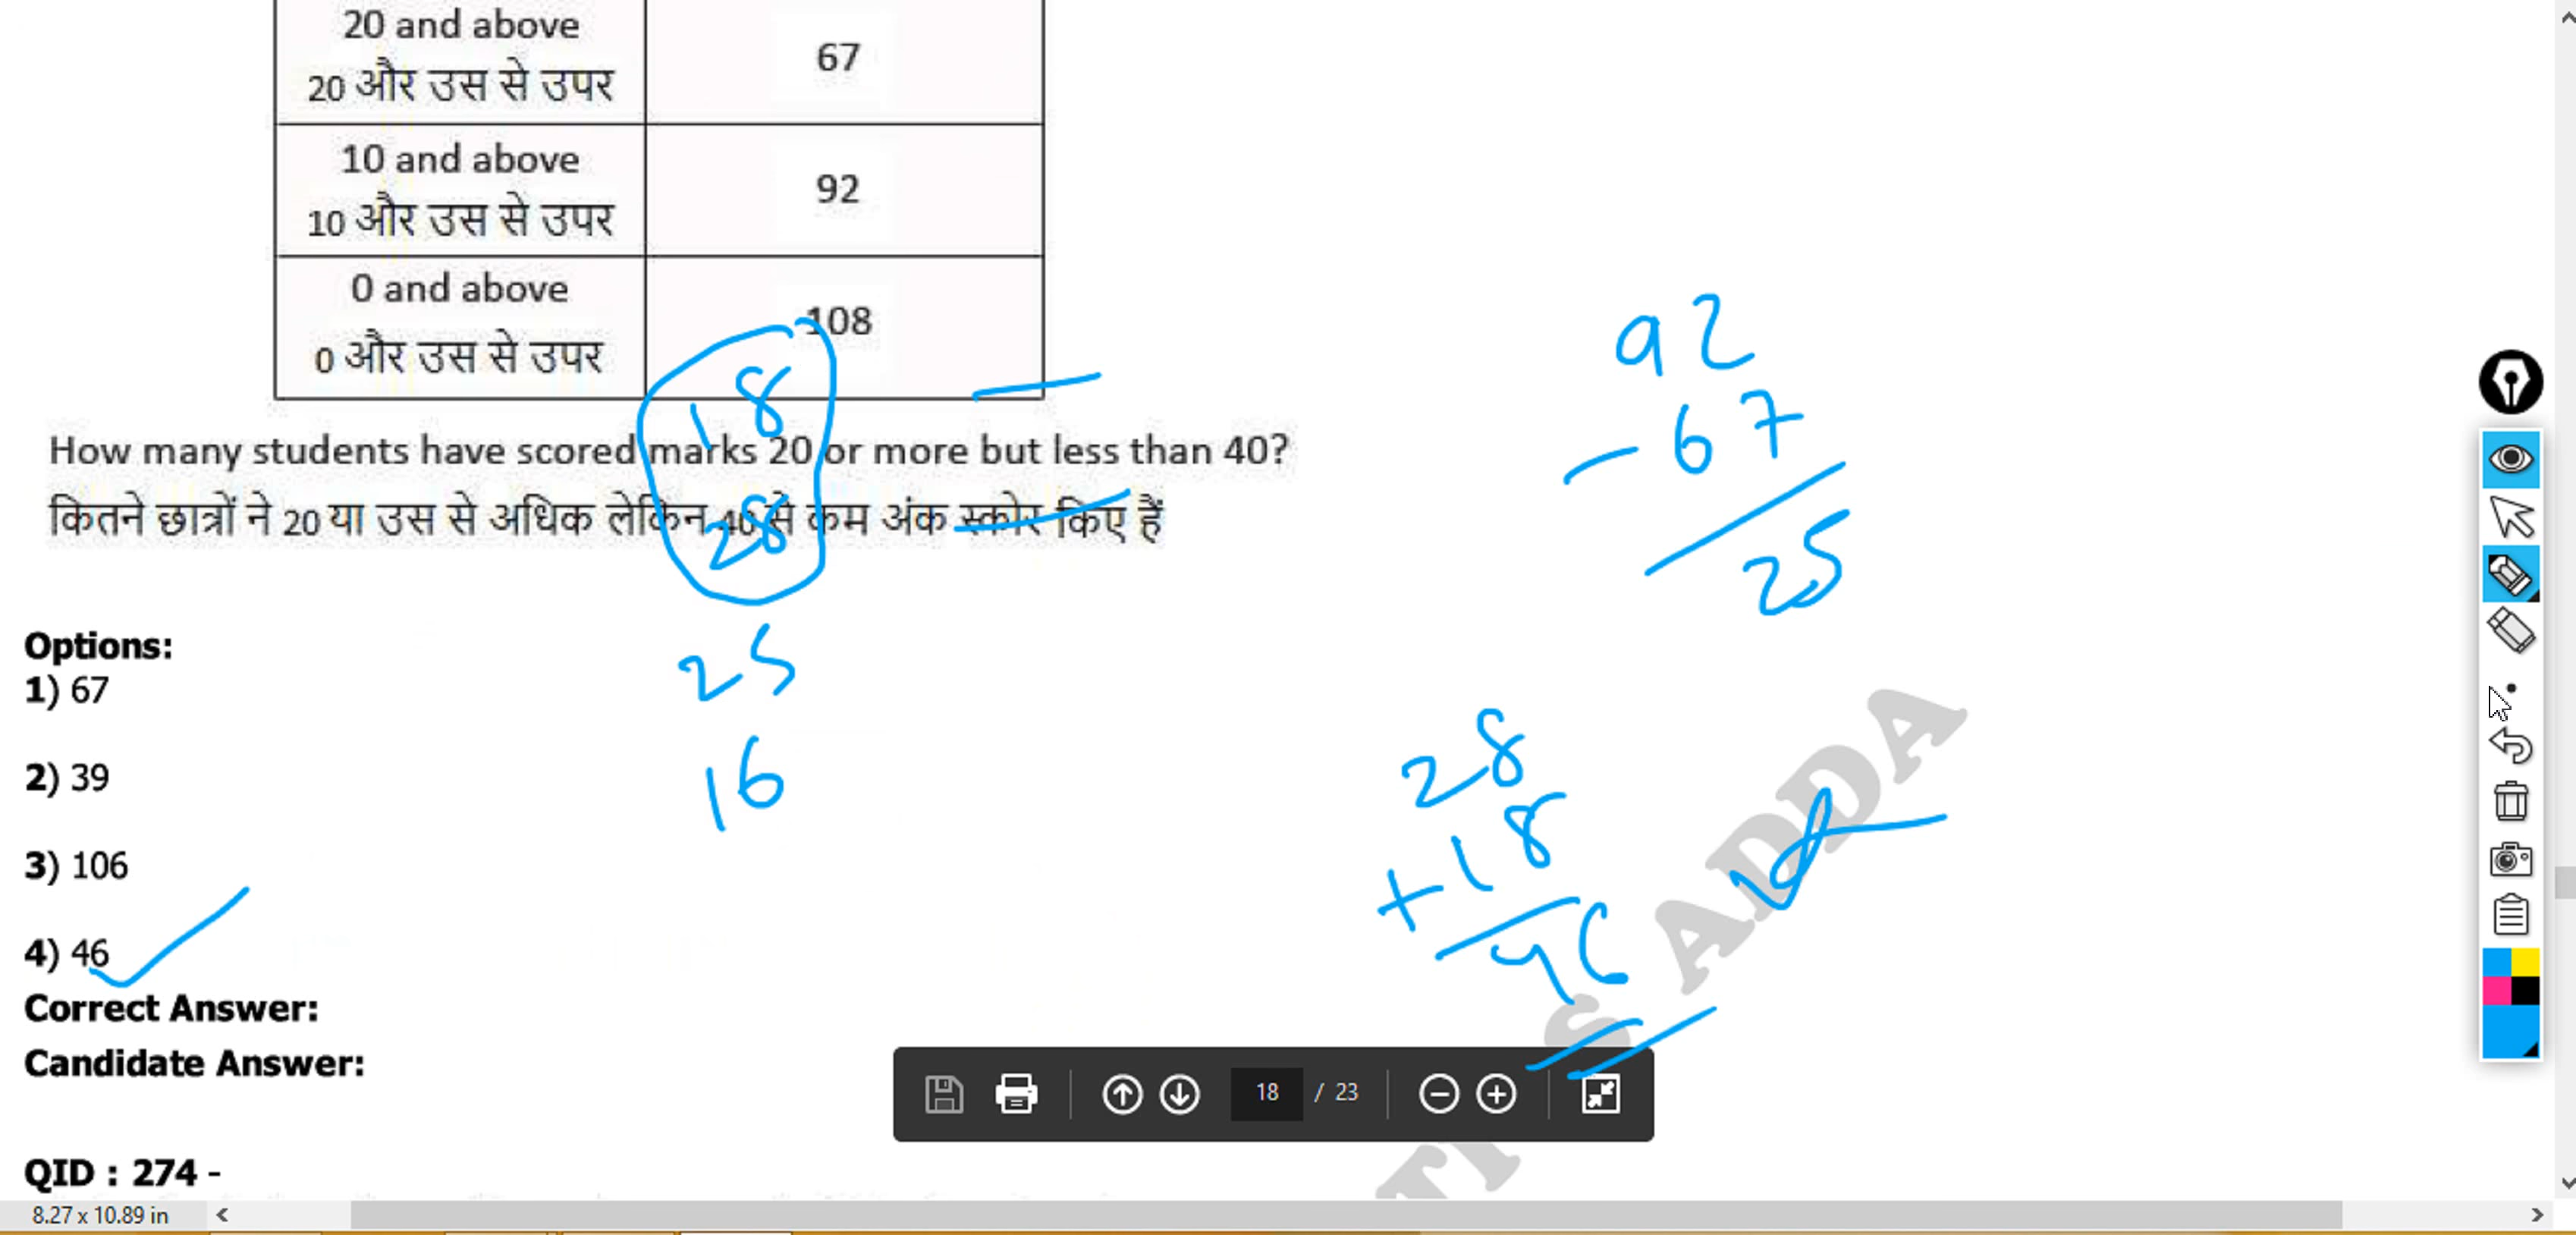 20 and above
20 और उस से उपर
67
10 and above
10 और उस से उपर
92
0 and above
0 और उस से उपर
108
How many students have scored marks 20 or more but less than 40?
कितने छात्रों ने 20 या उस से अधिक लेकिन 40 से कम अंक स्कोर किए हैं
18
28
25
16
92
- 67
25
28
+ 18
46
Options:
1) 67
2) 39
3) 106
4) 46
Correct Answer:
Candidate Answer:
QID : 274 -
S ADDA
18 / 23
8.27 x 10.89 in